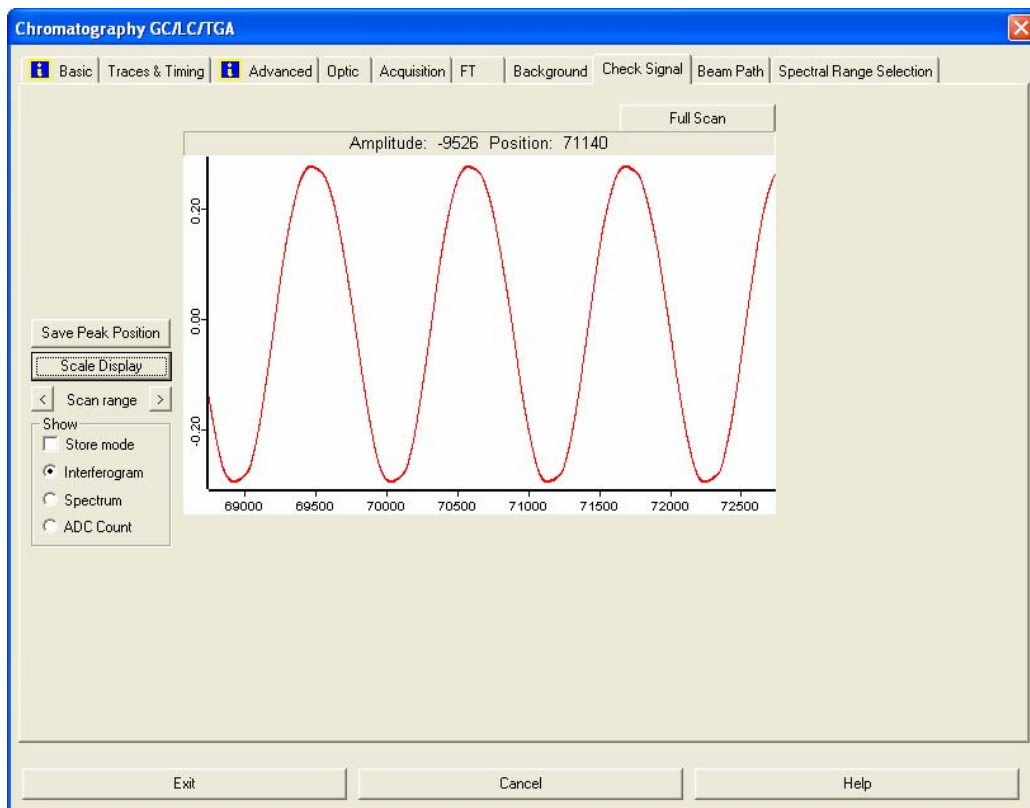 Chromatography GC/LC/TGA
Basic Traces & Timing Advanced Optic Acquisition FT Background Check Signal Beam Path Spectral Range Selection
Full Scan
Amplitude: -9526 Position: 71140
0.20
0.00
-0.20
69000 69500 70000 70500 71000 71500 72000 72500
Save Peak Position
Scale Display
< Scan range >
Show
Store mode
Interferogram
Spectrum
ADC Count
Exit Cancel Help